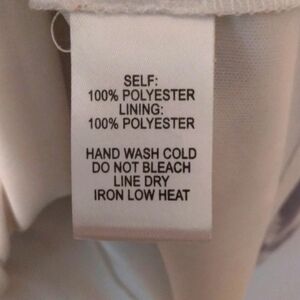 SELF:
100% POLYESTER
LINING:
100% POLYESTER
HAND WASH COLD
DO NOT BLEACH
LINE DRY
IRON LOW HEAT